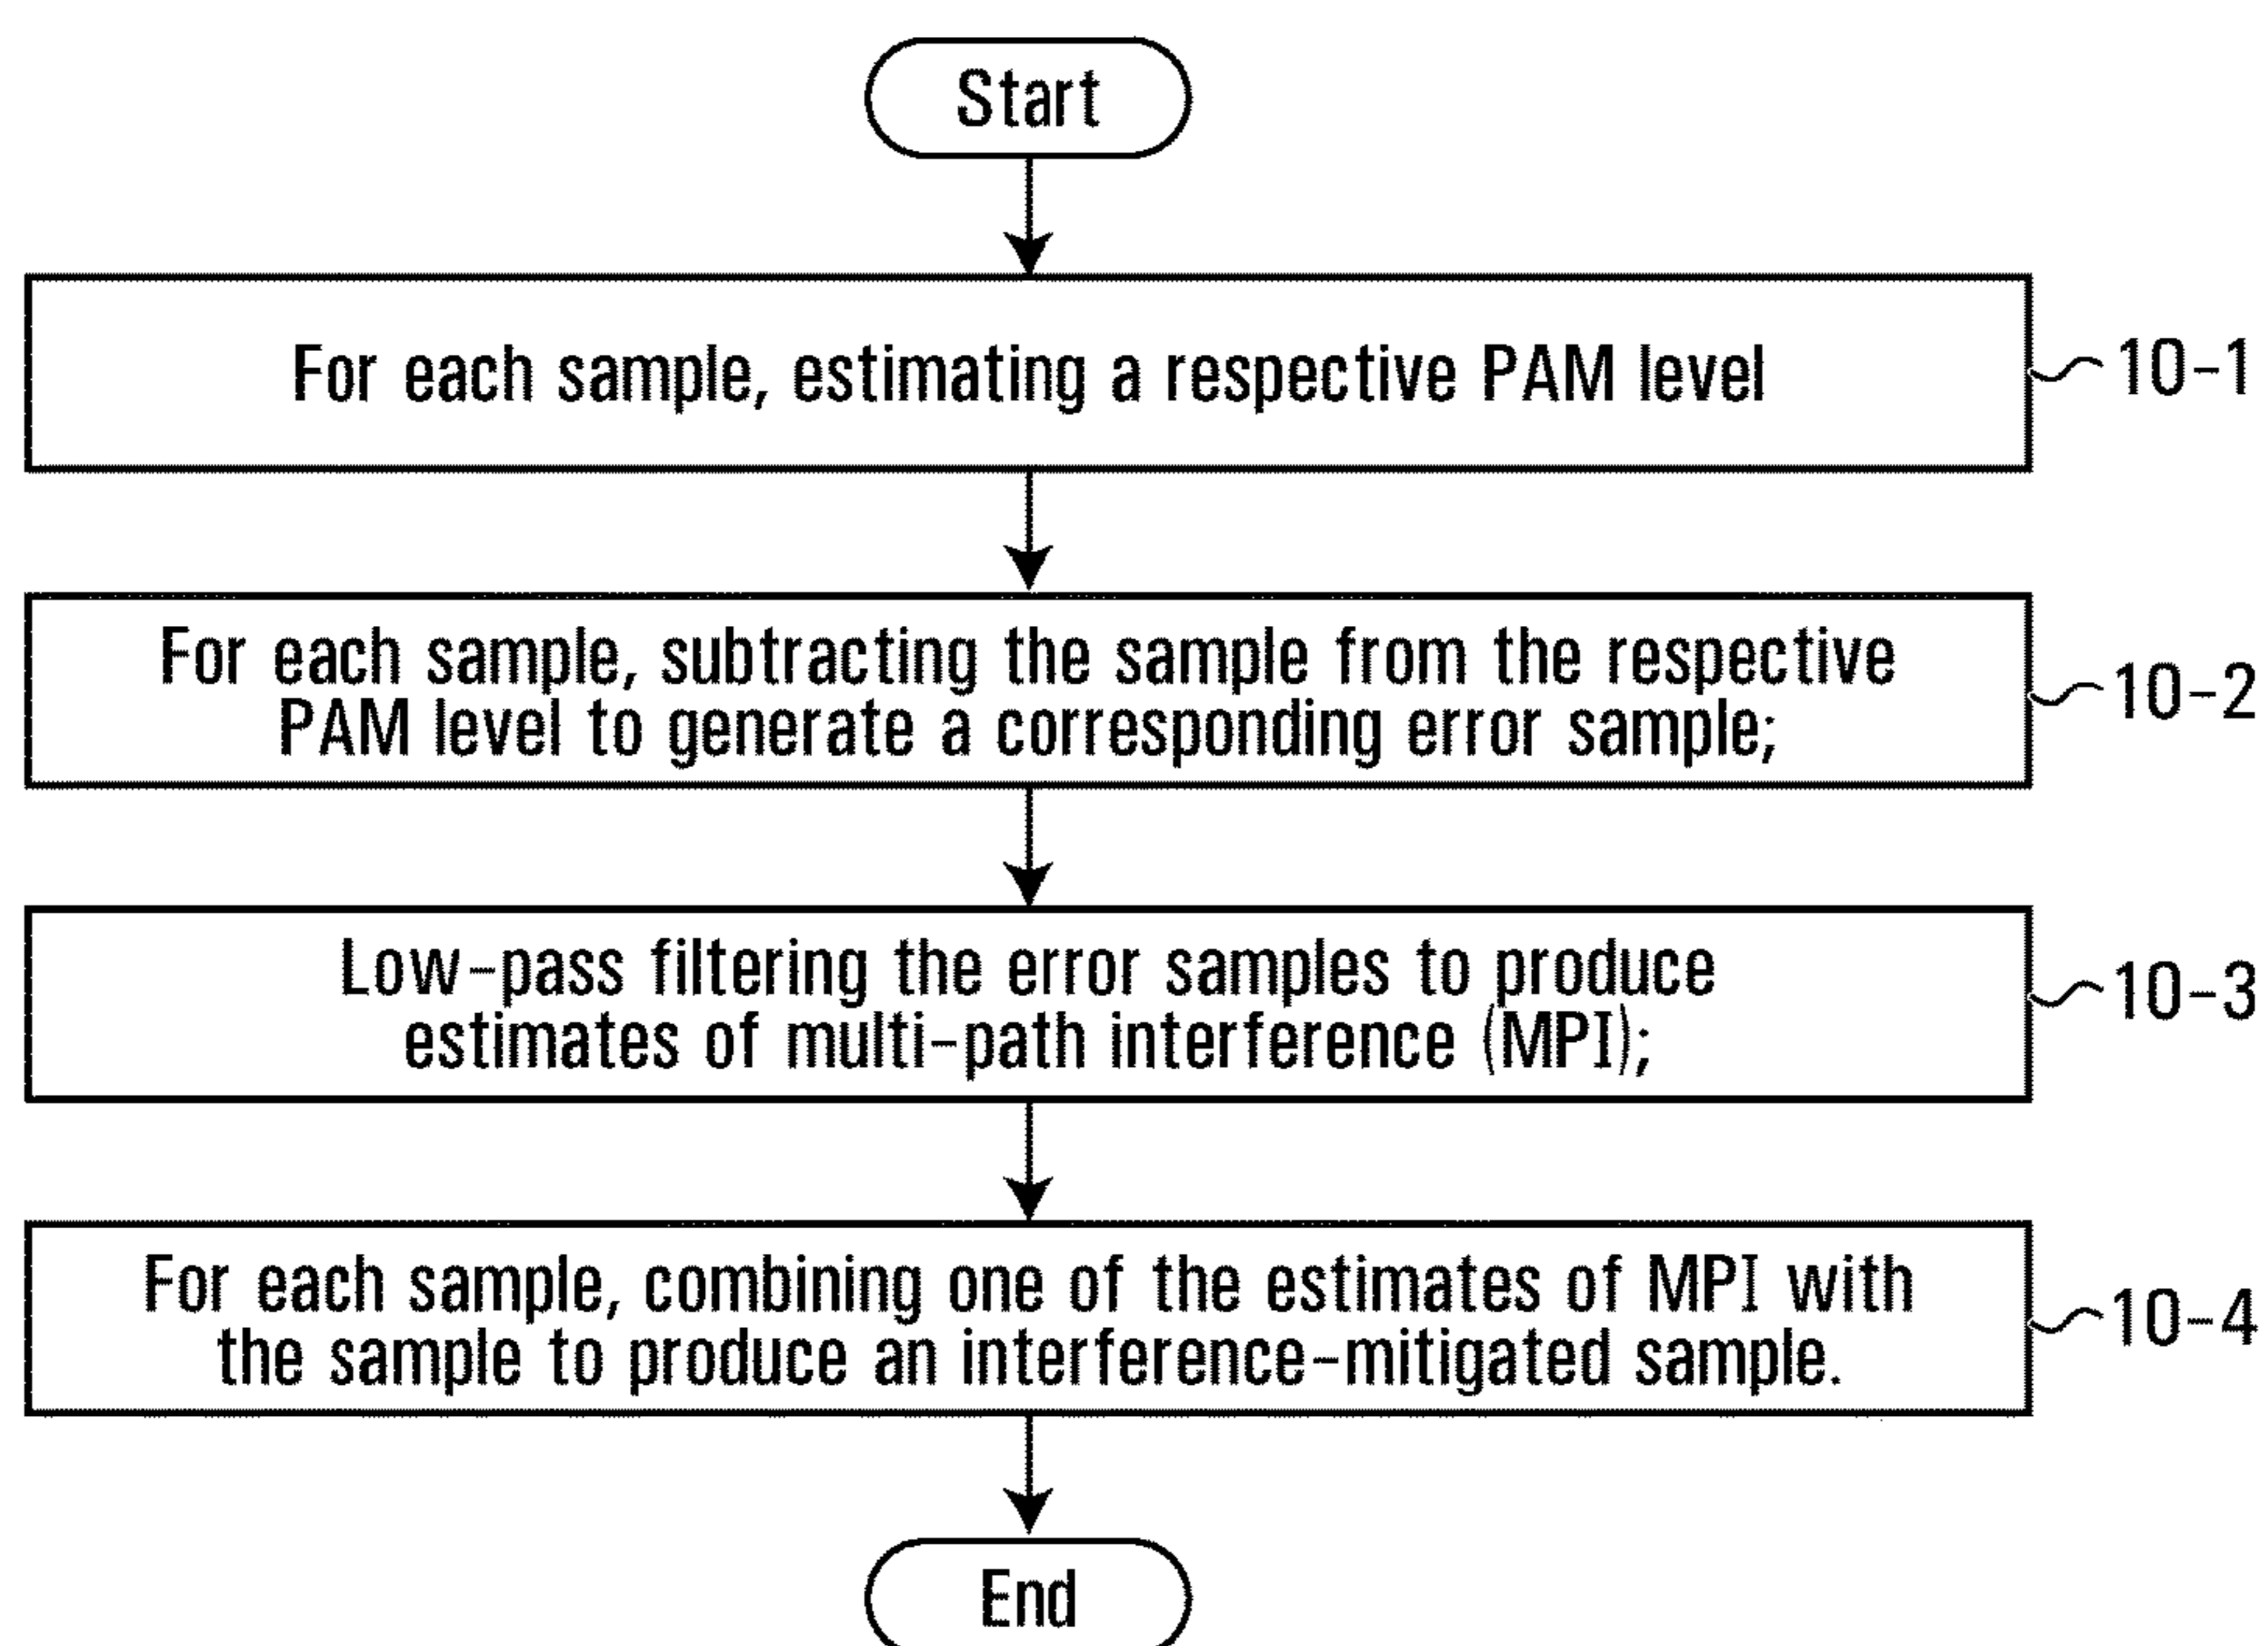 Start
For each sample, estimating a respective PAM level
10-1
For each sample, subtracting the sample from the respective
PAM level to generate a corresponding error sample;
10-2
Low-pass filtering the error samples to produce
estimates of multi-path interference (MPI);
10-3
For each sample, combining one of the estimates of MPI with
the sample to produce an interference-mitigated sample.
10-4
End